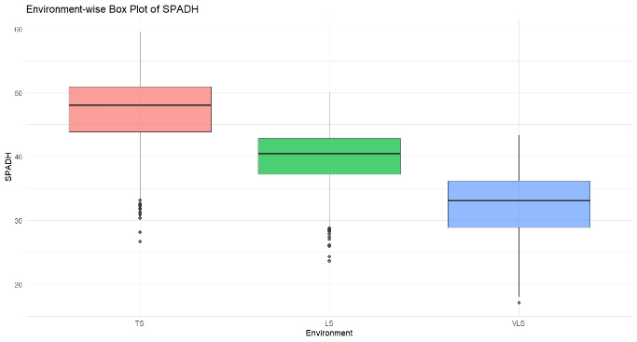 Environment-wise Box Plot of SPADH
60
50
40
30
20
SPADH
TS
LS
VLS
Environment